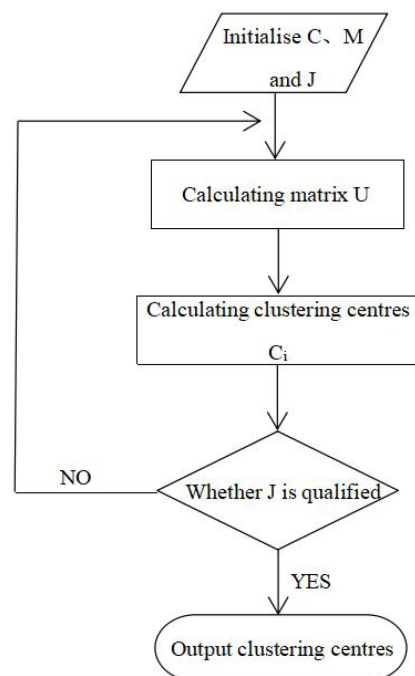 Initialise C、M
and J
Calculating matrix U
Calculating clustering centres
Cᵢ
Whether J is qualified
NO
YES
Output clustering centres